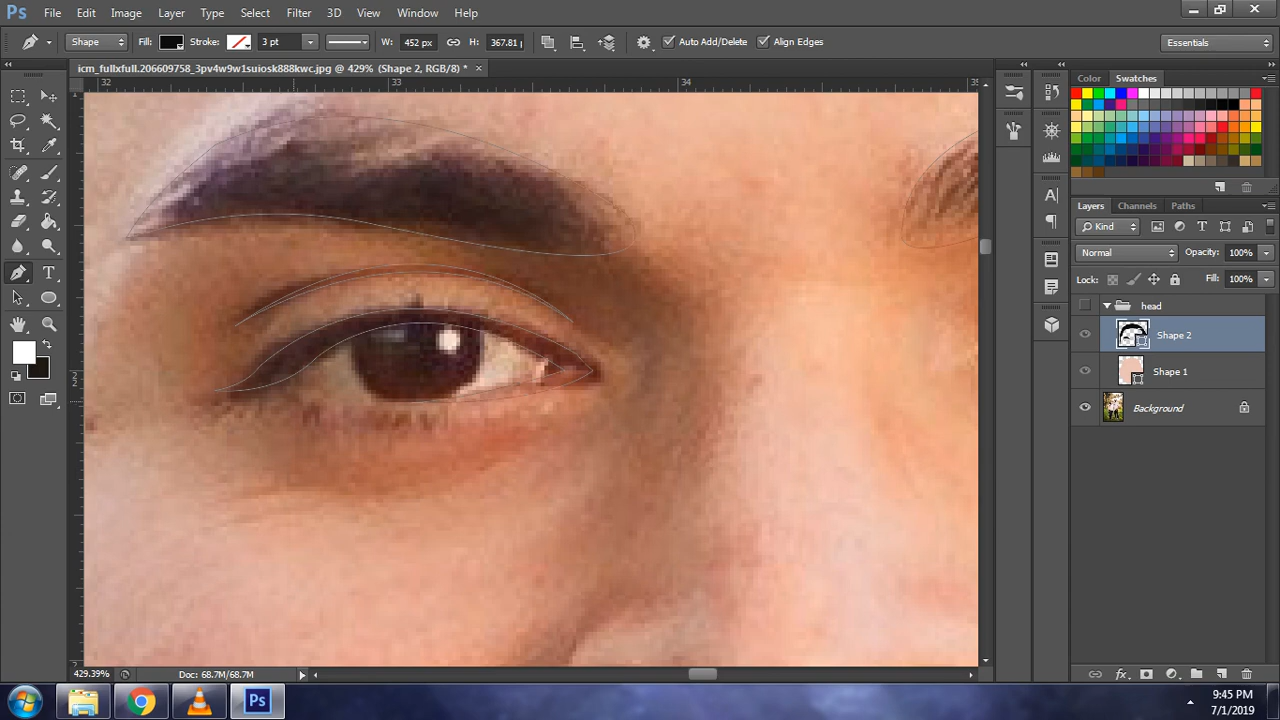 Ps File Edit Image Layer Type Select Filter 3D View Window Help
Shape Fill: Stroke: 3 pt W: 452 px H: 367.81 p Auto Add/Delete Align Edges Essentials
icm_fullxfull.206609758_3pv4w9w1suiosk888kwc.jpg @ 429% (Shape 2, RGB/8) * ×
Color Swatches
32 33 34 35
Layers Channels Paths
Kind
Normal Opacity: 100%
Lock: Fill: 100%
head
Shape 2
Shape 1
Background
429.39% Doc: 68.7M/68.7M
Ps
9:45 PM
7/1/2019